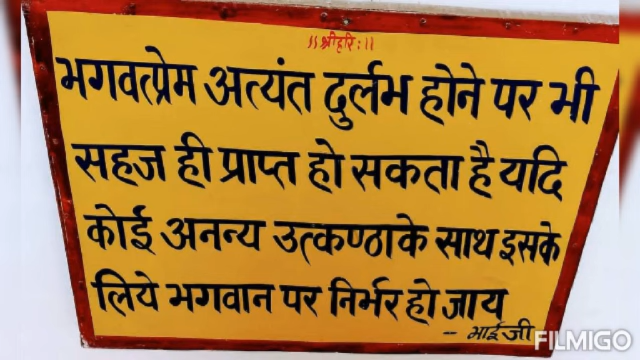 ।।श्रीहरि:।।
भगवत्प्रेम अत्यंत दुर्लभ होने पर भी
सहज ही प्राप्त हो सकता है यदि
कोई अनन्य उत्कण्ठाके साथ इसके
लिये भगवान पर निर्भर हो जाय
- भाईजी
FILMIGO